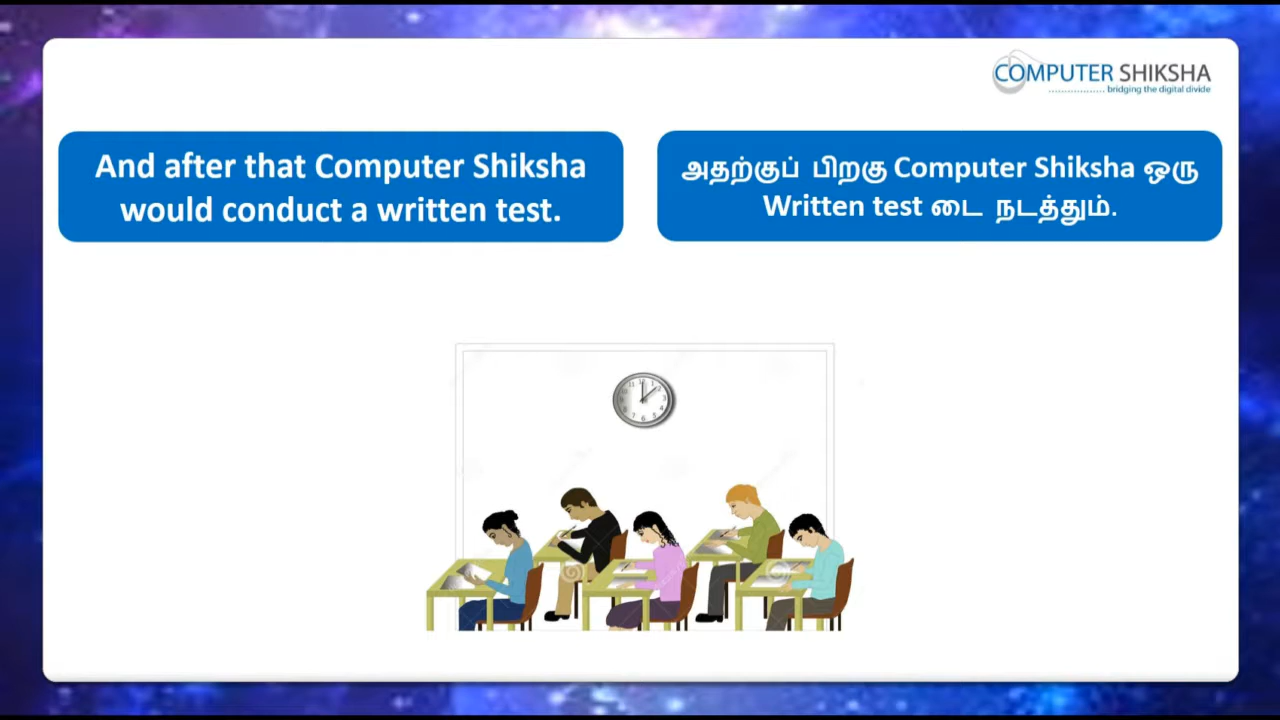 COMPUTER SHIKSHA
bridging the digital divide
And after that Computer Shiksha
would conduct a written test.
அதற்குப் பிறகு Computer Shiksha ஒரு
Written test டை நடத்தும்.